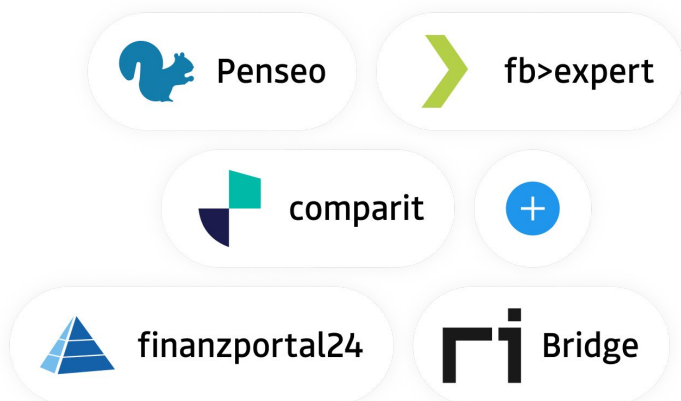 Penseo
fb>expert
comparit
finanzportal24
Bridge